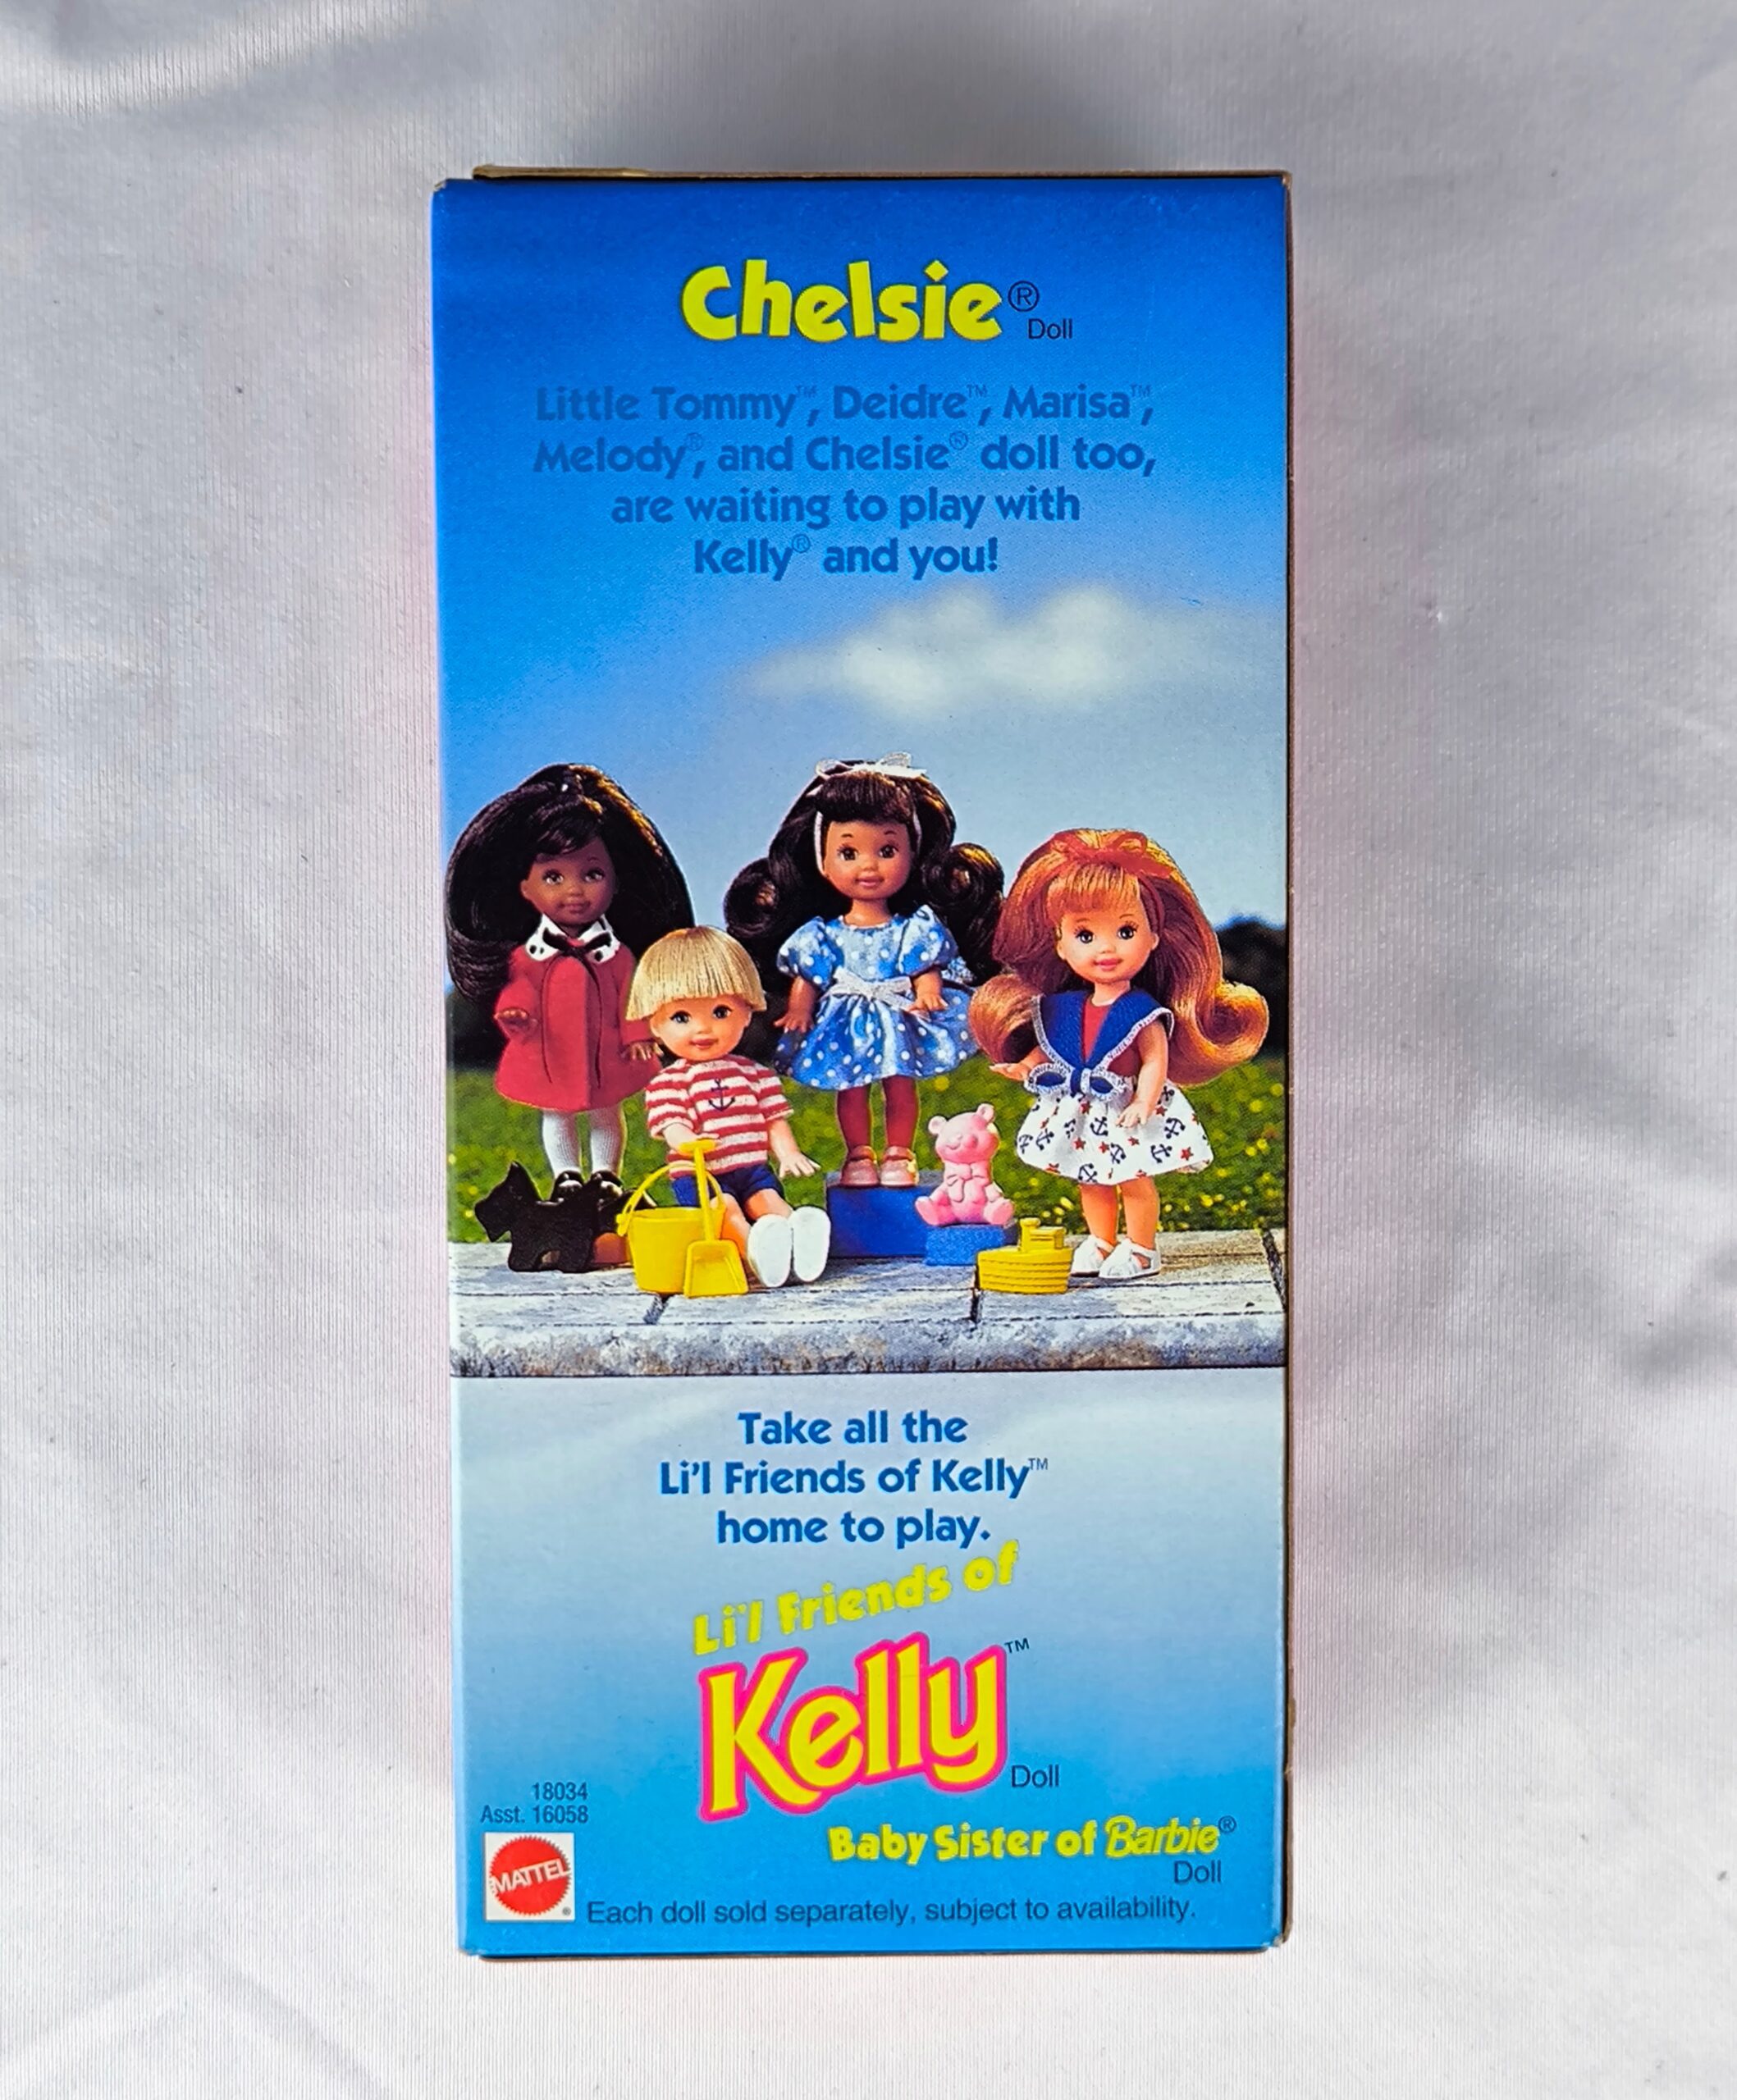 Chelsie®
Doll
Little Tommy™, Deidre™, Marisa™,
Melody®, and Chelsie® doll too,
are waiting to play with
Kelly® and you!
Take all the
Li'l Friends of Kelly™
home to play.
Li'l Friends of
Kelly™
Doll
18034
Asst. 16058
Baby Sister of Barbie®
Doll
MATTEL®
Each doll sold separately, subject to availability.